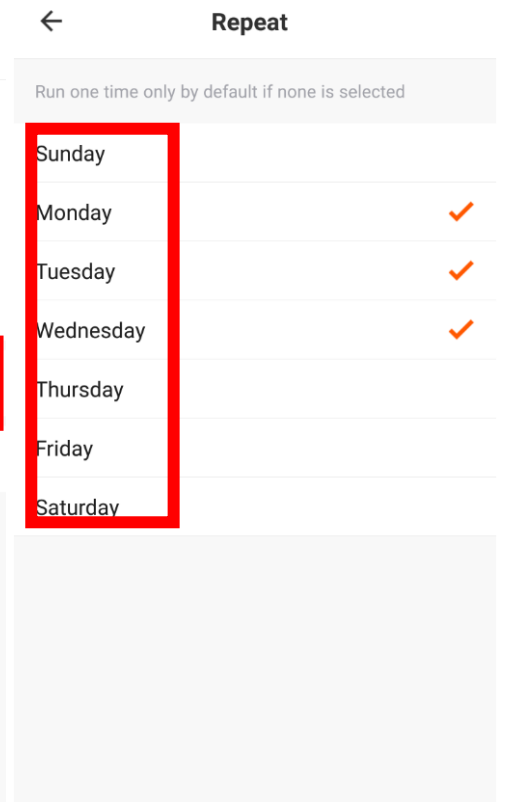 Repeat
Run one time only by default if none is selected
Sunday
Monday
Tuesday
Wednesday
Thursday
Friday
Saturday